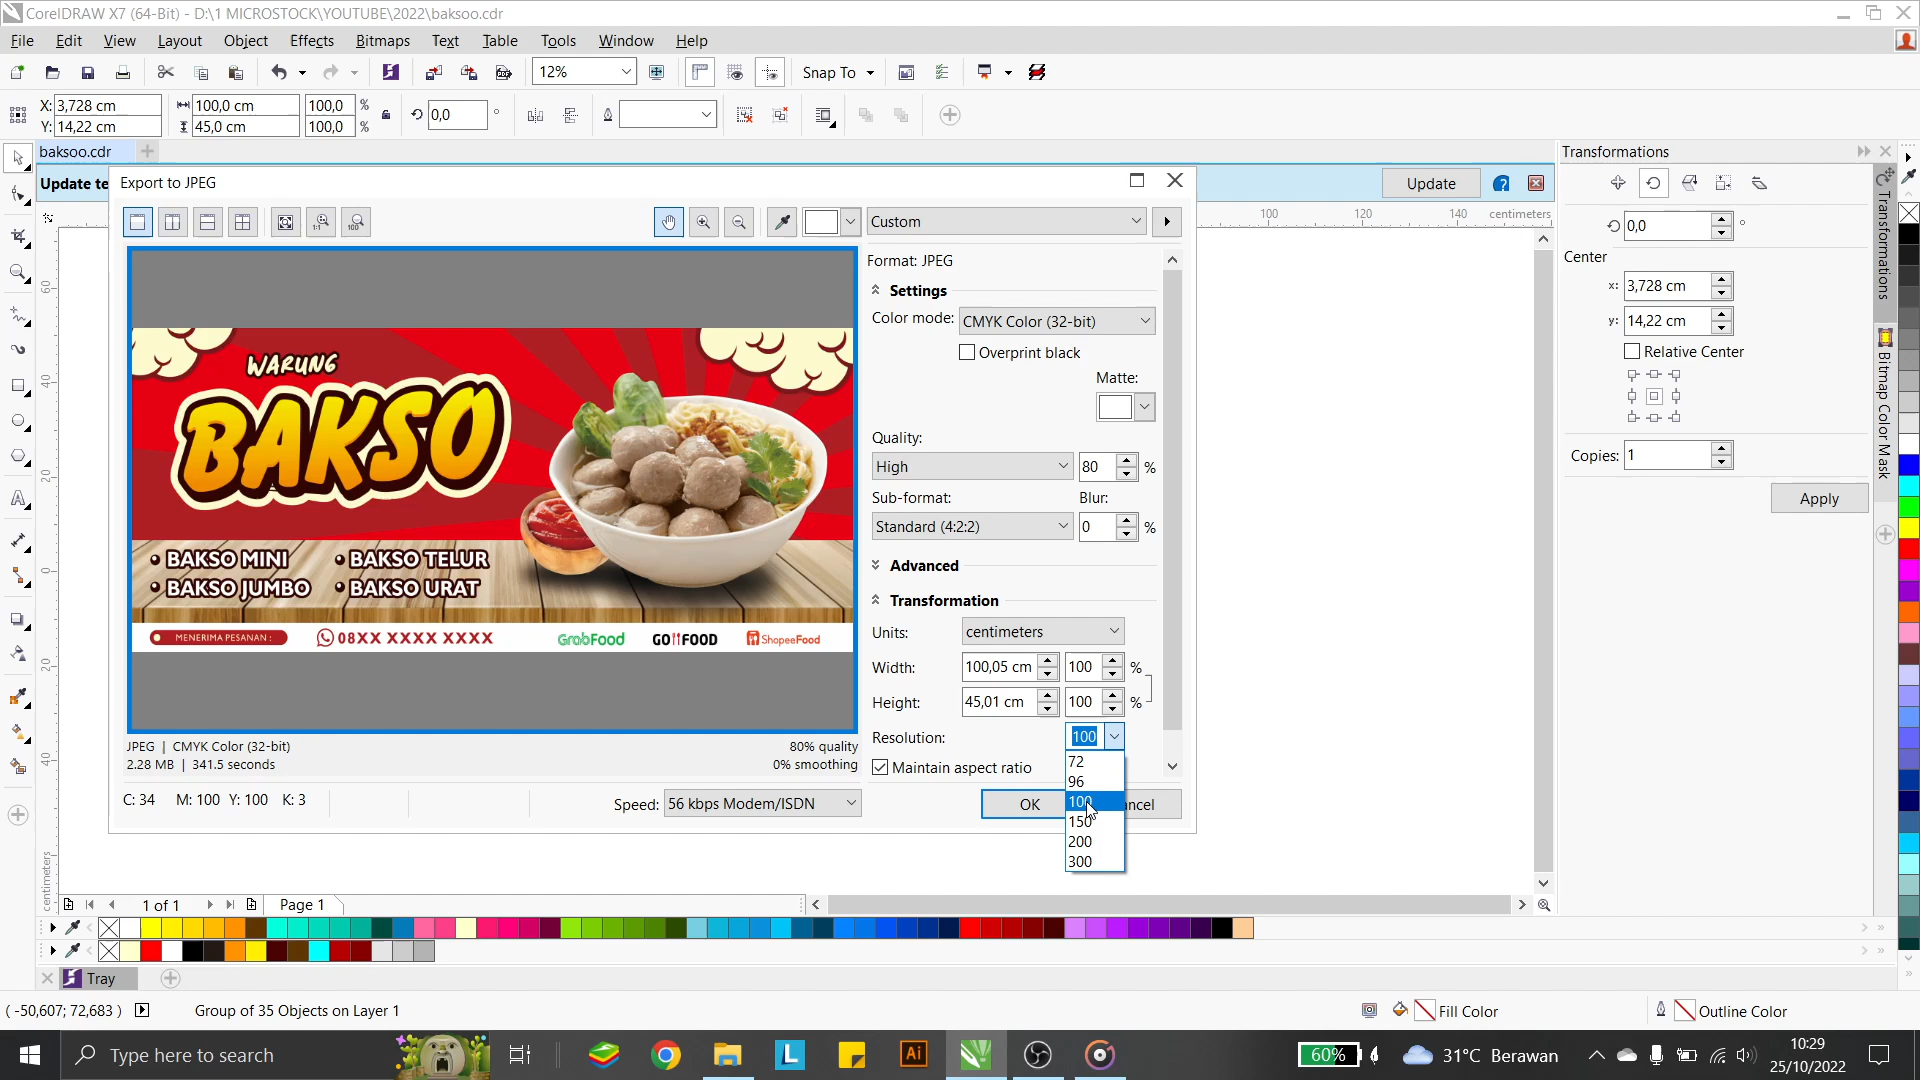 CorelDRAW X7 (64-Bit) - D:\1 MICROSTOCK\YOUTUBE\2022\baksoo.cdr
File Edit View Layout Object Effects Bitmaps Text Table Tools Window Help
12% Snap To
X: 3,728 cm 100,0 cm 100,0 % 0,0 °
Y: 14,22 cm 45,0 cm 100,0 %
baksoo.cdr
Update te
Update
Export to JPEG
100 120 140 centimeters
Custom
Format: JPEG
Settings
Color mode: CMYK Color (32-bit)
Overprint black
Matte:
Quality:
High 80 %
Sub-format: Blur:
Standard (4:2:2) 0 %
Advanced
Transformation
Units: centimeters
Width: 100,05 cm 100 %
Height: 45,01 cm 100 %
Resolution: 100
72
96
100
150
200
300
Maintain aspect ratio
OK ancel
WARUNG
BAKSO
• BAKSO MINI • BAKSO TELUR
• BAKSO JUMBO • BAKSO URAT
MENERIMA PESANAN : 08XX XXXX XXXX GrabFood GOFOOD ShopeeFood
JPEG | CMYK Color (32-bit) 80% quality
2.28 MB | 341.5 seconds 0% smoothing
C: 34 M: 100 Y: 100 K: 3
Speed: 56 kbps Modem/ISDN
60
40
20
0
20
40
centimeters
Transformations
0,0 °
Center
x: 3,728 cm
y: 14,22 cm
Relative Center
Copies: 1
Apply
Transformations
Bitmap Color Mask
1 of 1 Page 1
Tray
( -50,607; 72,683 ) Group of 35 Objects on Layer 1 Fill Color Outline Color
Type here to search
L
Ai
60%
31°C Berawan
10:29
25/10/2022